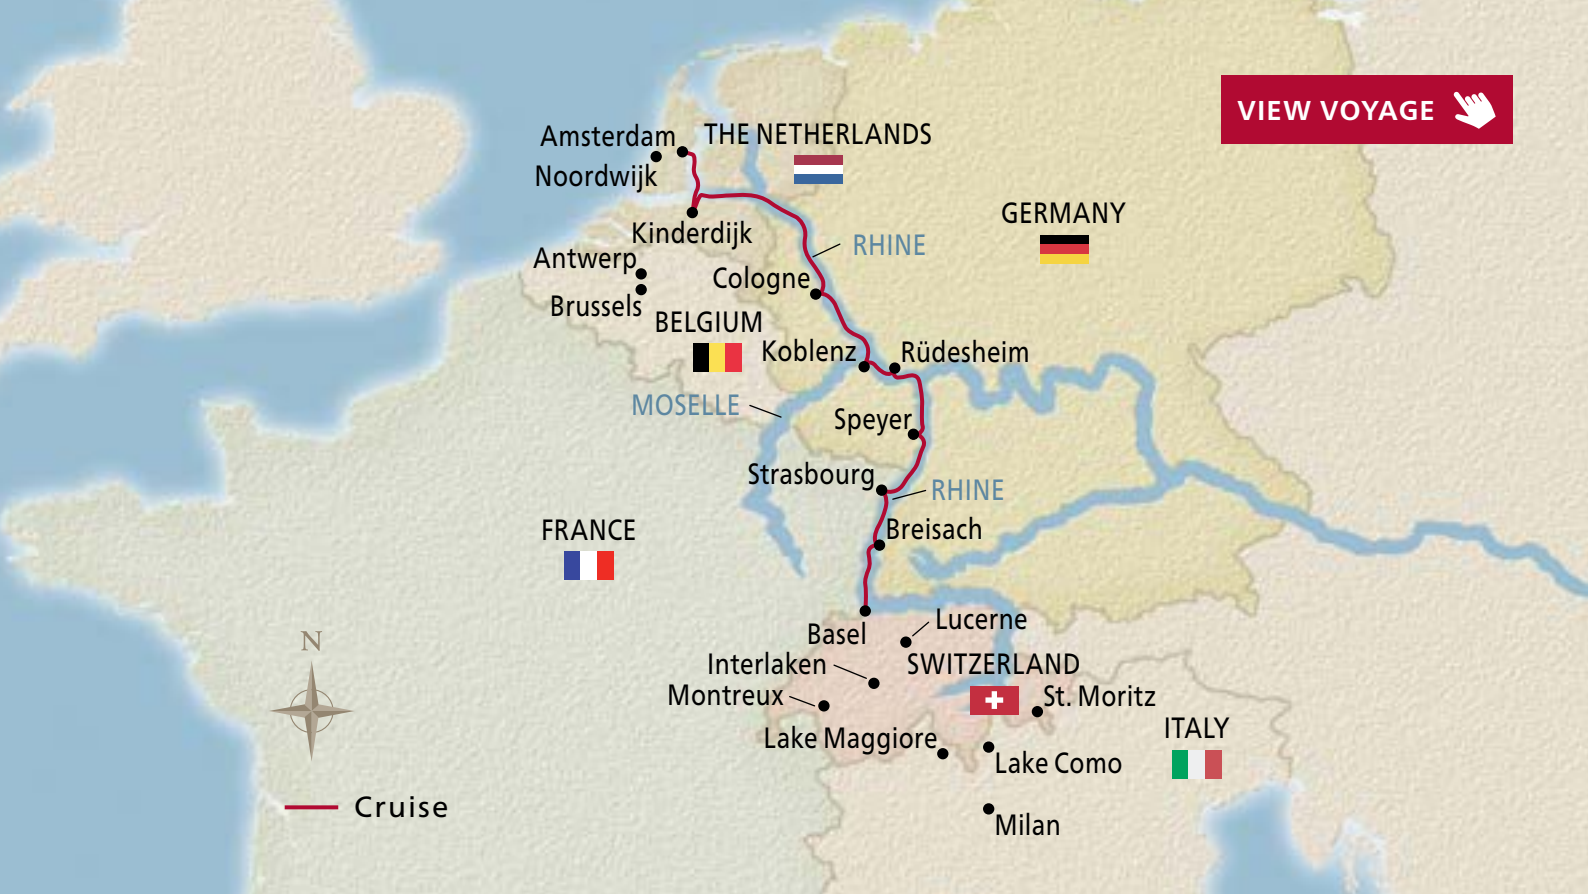 VIEW VOYAGE
Amsterdam
THE NETHERLANDS
Noordwijk
GERMANY
Kinderdijk
RHINE
Antwerp
Cologne
Brussels
BELGIUM
Koblenz
Rüdesheim
MOSELLE
Speyer
Strasbourg
RHINE
FRANCE
Breisach
Lucerne
Basel
N
Interlaken
SWITZERLAND
Montreux
St. Moritz
ITALY
Lake Maggiore
Lake Como
Cruise
Milan